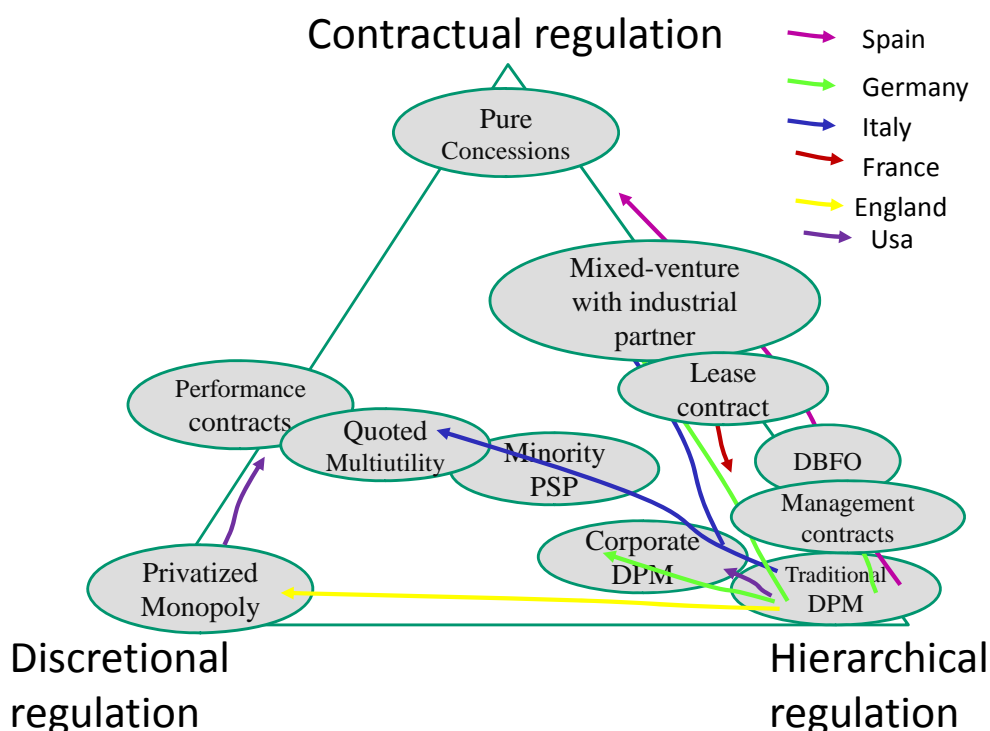 Contractual regulation
Spain
Germany
Italy
France
England
Usa
Pure
Concessions
Mixed-venture
with industrial
partner
Lease
contract
Performance
contracts
Quoted
Multiutility
Minority
PSP
DBFO
Management
contracts
Corporate
DPM
Traditional
DPM
Privatized
Monopoly
Discretional
regulation
Hierarchical
regulation